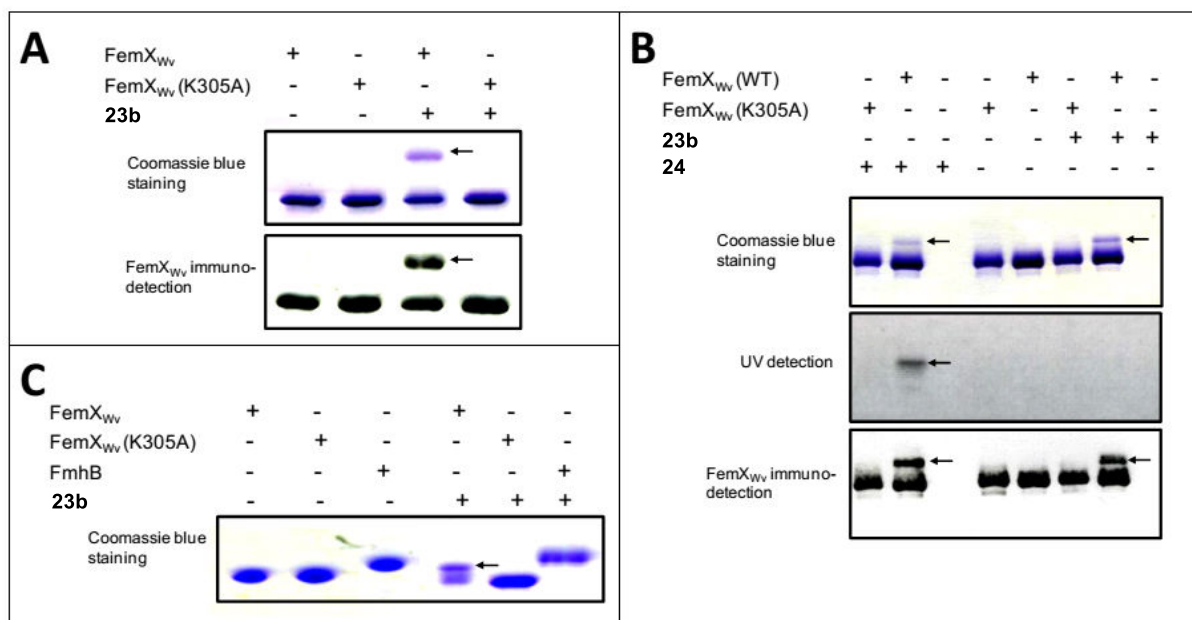 A
FemXWv + - + -
FemXWv (K305A) - + - +
23b - - + +
Coomassie blue
staining
FemXWv immuno-
detection
B
FemXWv (WT) - + - - + - + -
FemXWv (K305A) + - - + - + - -
23b - - - - - + + +
24 + + + - - - - -
Coomassie blue
staining
UV detection
FemXWv immuno-
detection
C
FemXWv + - - + - -
FemXWv (K305A) - + - - + -
FmhB - - + - - +
23b - - - + + +
Coomassie blue
staining